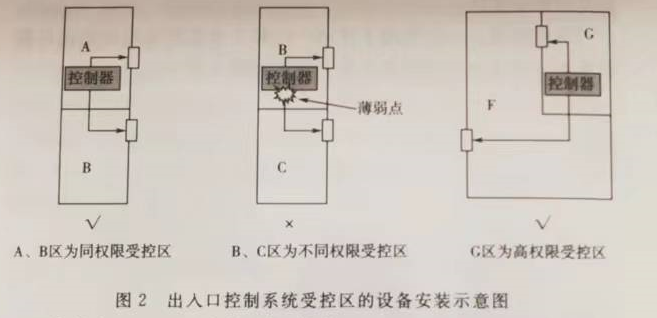 A
控制器
B
√
A、B区为同权限受控区
B
控制器
薄弱点
C
×
B、C区为不同权限受控区
G
控制器
F
√
G区为高权限受控区
图2 出入口控制系统受控区的设备安装示意图